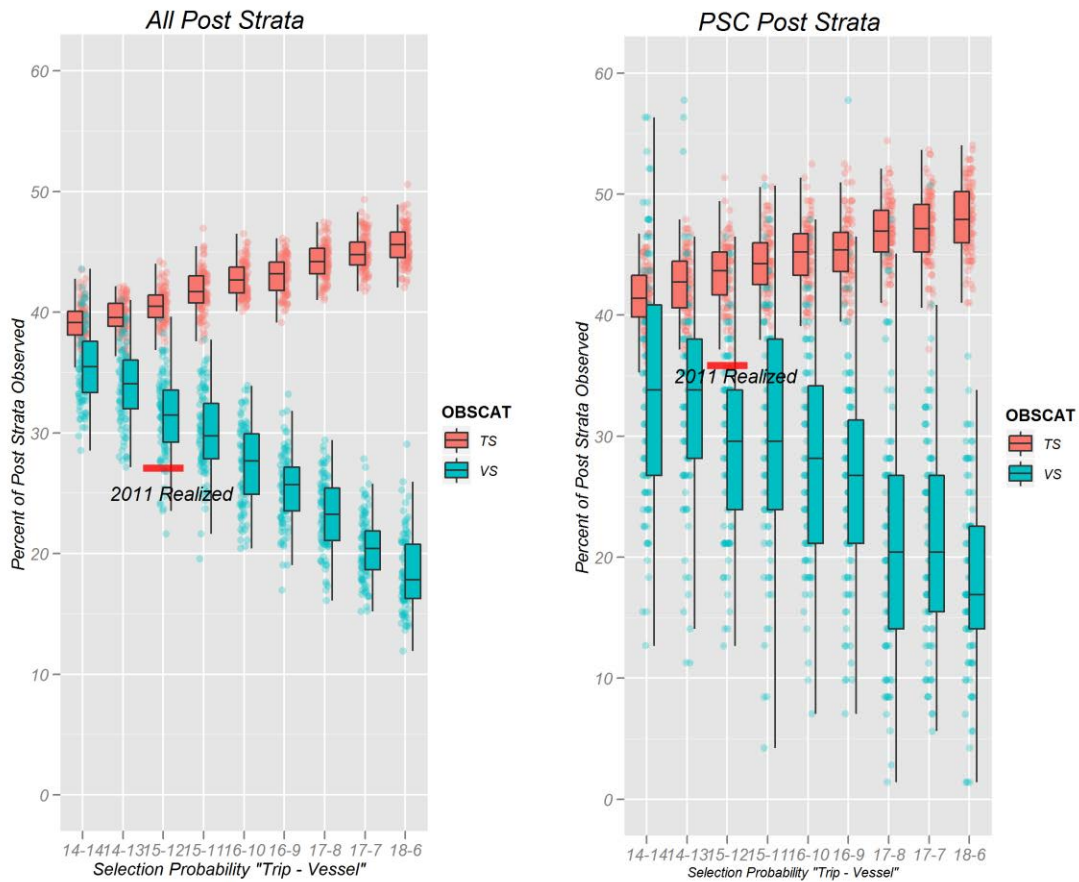 All Post Strata
60
50
40
30
20
10
0
Percent of Post Strata Observed
2011 Realized
14-14 14-13 15-12 15-11 16-10 16-9 17-8 17-7 18-6
Selection Probability "Trip - Vessel"
OBSCAT
TS
VS
PSC Post Strata
60
50
40
30
20
10
0
Percent of Post Strata Observed
2011 Realized
14-14 14-13 15-12 15-11 16-10 16-9 17-8 17-7 18-6
Selection Probability "Trip - Vessel"
OBSCAT
TS
VS